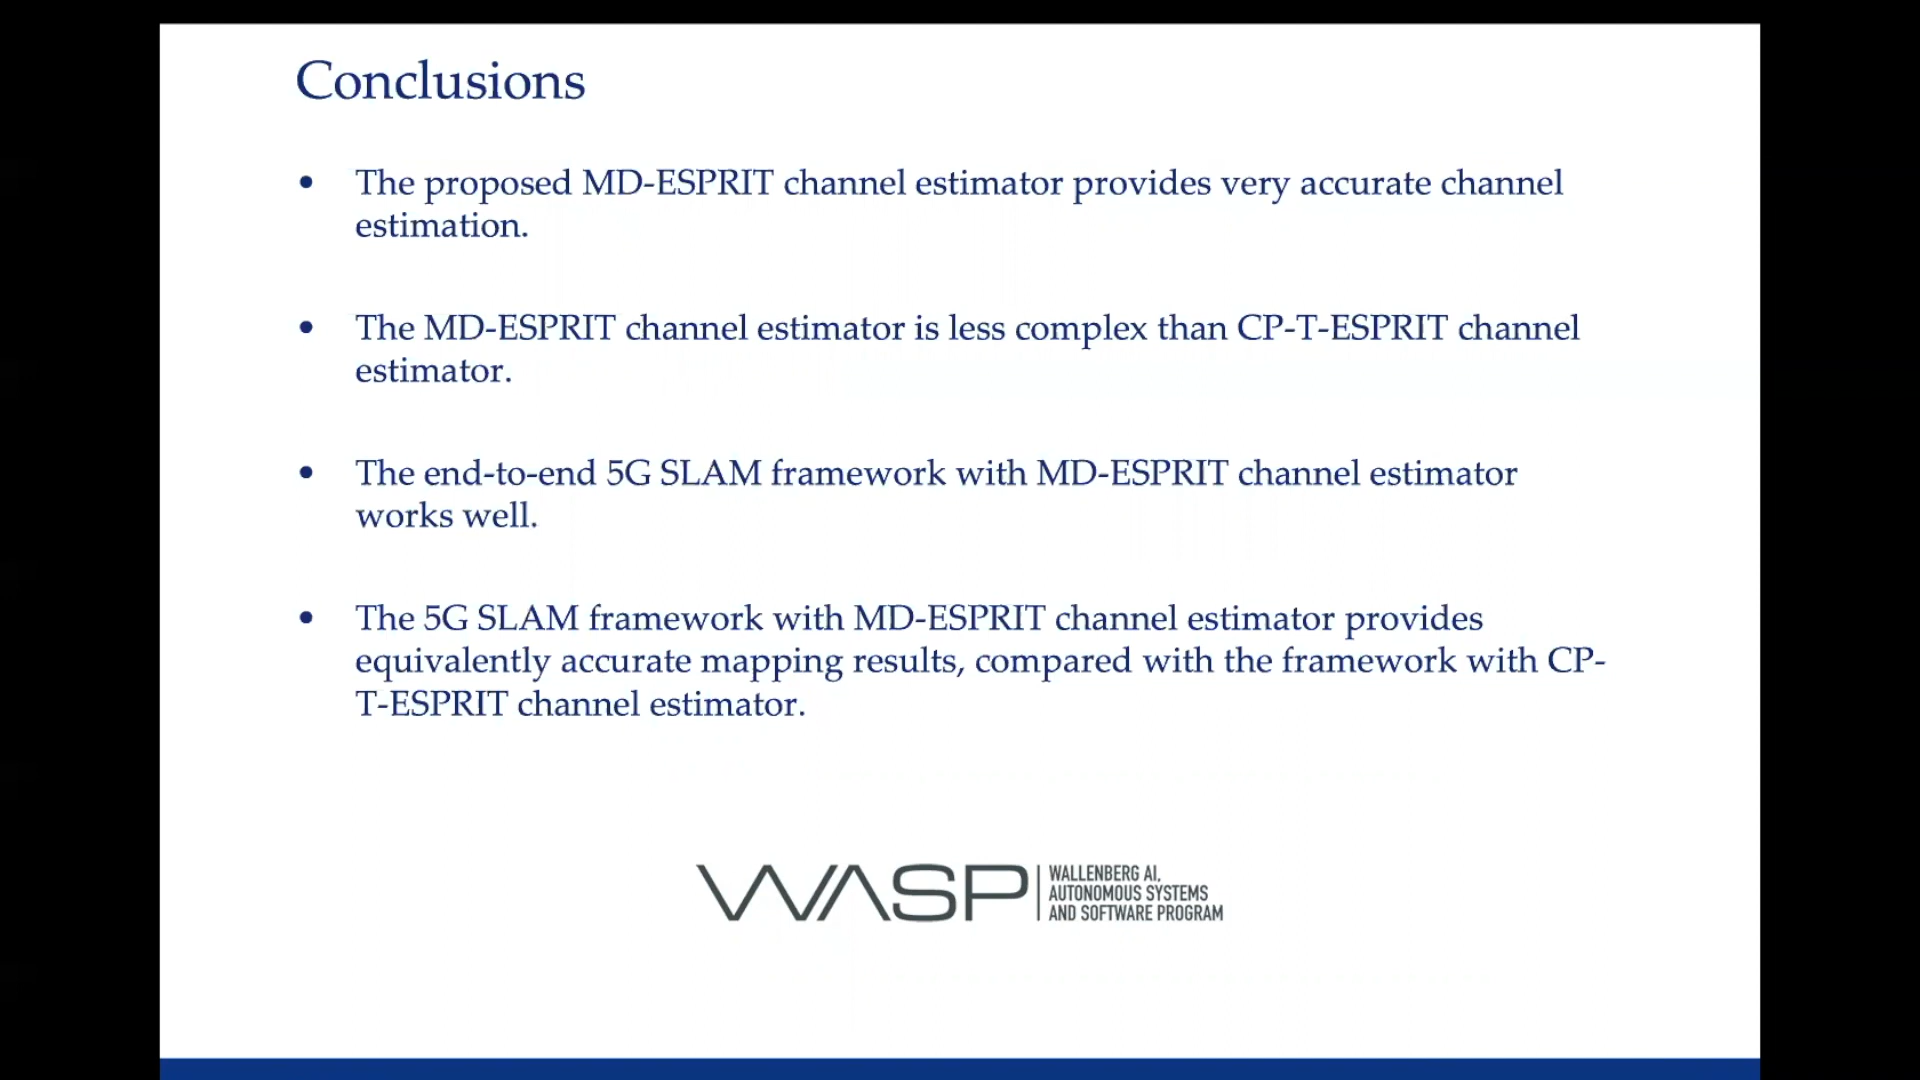 Conclusions
• The proposed MD-ESPRIT channel estimator provides very accurate channel
estimation.
• The MD-ESPRIT channel estimator is less complex than CP-T-ESPRIT channel
estimator.
• The end-to-end 5G SLAM framework with MD-ESPRIT channel estimator
works well.
• The 5G SLAM framework with MD-ESPRIT channel estimator provides
equivalently accurate mapping results, compared with the framework with CP-
T-ESPRIT channel estimator.
WASP
WALLENBERG AI,
AUTONOMOUS SYSTEMS
AND SOFTWARE PROGRAM